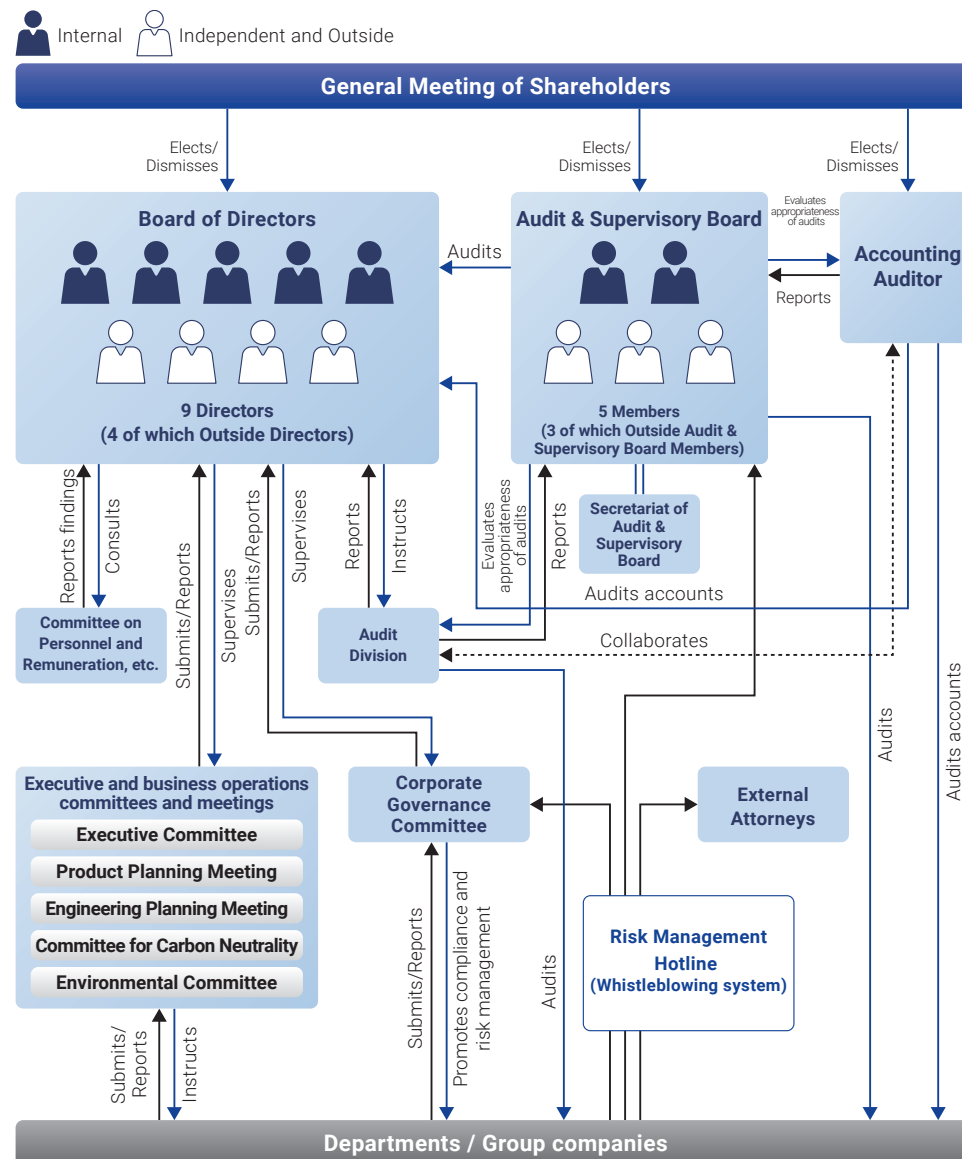 Internal
Independent and Outside
General Meeting of Shareholders
Elects/
Dismisses
Elects/
Dismisses
Elects/
Dismisses
Board of Directors
9 Directors
(4 of which Outside Directors)
Audits
Audit & Supervisory Board
5 Members
(3 of which Outside Audit &
Supervisory Board Members)
Evaluates
appropriateness
of audits
Reports
Accounting
Auditor
Reports findings
Consults
Submits/Reports
Supervises
Submits/Reports
Supervises
Reports
Instructs
Evaluates
appropriateness
of audits
Reports
Secretariat of
Audit &
Supervisory
Board
Audits accounts
Collaborates
Committee on
Personnel and
Remuneration, etc.
Audit
Division
Audits
Audits accounts
Executive and business operations
committees and meetings
Executive Committee
Product Planning Meeting
Engineering Planning Meeting
Committee for Carbon Neutrality
Environmental Committee
Corporate
Governance
Committee
External
Attorneys
Submits/
Reports
Instructs
Submits/Reports
Promotes compliance and
risk management
Audits
Risk Management
Hotline
(Whistleblowing system)
Departments / Group companies